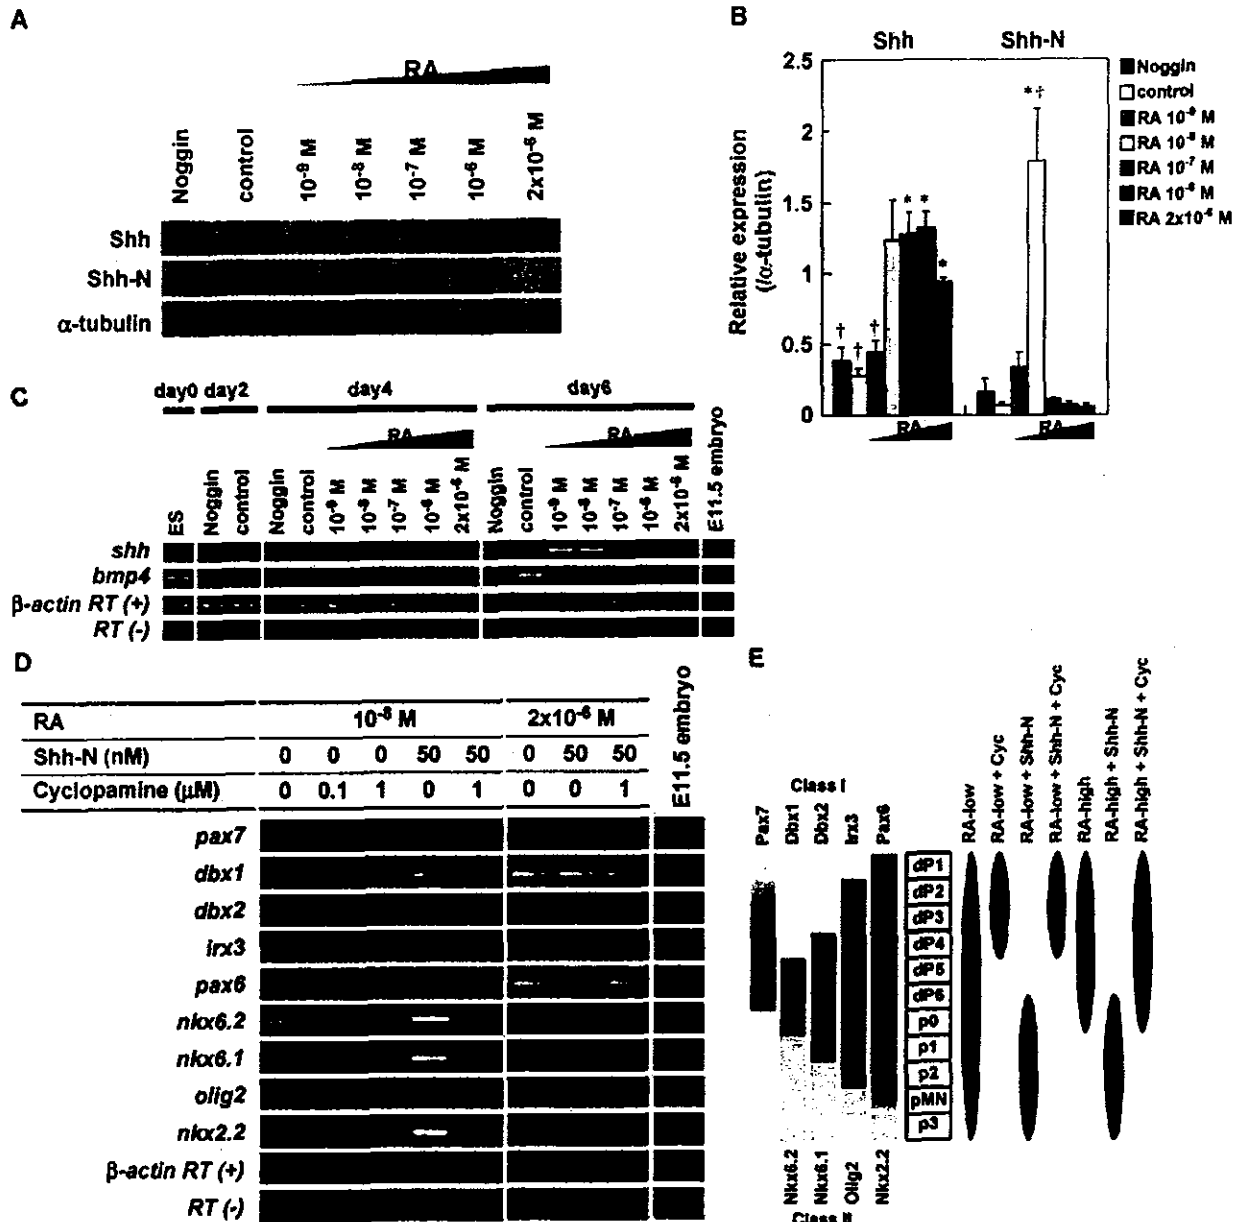 A
RA
Noggin
control
10⁻⁹ M
10⁻⁸ M
10⁻⁷ M
10⁻⁶ M
2x10⁻⁶ M
Shh
Shh-N
α-tubulin
B
Shh Shh-N
Relative expression
(/α-tubulin)
2.5
2
1.5
1
0.5
0
† † † * * *
*†
RA RA
Noggin
control
RA 10⁻⁹ M
RA 10⁻⁸ M
RA 10⁻⁷ M
RA 10⁻⁶ M
RA 2x10⁻⁶ M
C
day0 day2 day4 day6
RA RA
ES
Noggin
control
Noggin
control
10⁻⁹ M
10⁻⁸ M
10⁻⁷ M
10⁻⁶ M
2x10⁻⁶ M
Noggin
control
10⁻⁹ M
10⁻⁸ M
10⁻⁷ M
10⁻⁶ M
2x10⁻⁶ M
E11.5 embryo
shh
bmp4
β-actin RT (+)
RT (-)
D
RA 10⁻⁸ M 2x10⁻⁶ M
Shh-N (nM) 0 0 0 50 50 0 50 50
Cyclopamine (μM) 0 0.1 1 0 1 0 0 1
E11.5 embryo
pax7
dbx1
dbx2
irx3
pax6
nkx6.2
nkx6.1
olig2
nkx2.2
β-actin RT (+)
RT (-)
E
Class I
Pax7
Dbx1
Dbx2
Irx3
Pax6
RA-low
RA-low + Cyc
RA-low + Shh-N
RA-low + Shh-N + Cyc
RA-high
RA-high + Shh-N
RA-high + Shh-N + Cyc
dP1
dP2
dP3
dP4
dP5
dP6
p0
p1
p2
pMN
p3
Nkx6.2
Nkx6.1
Olig2
Nkx2.2
Class II